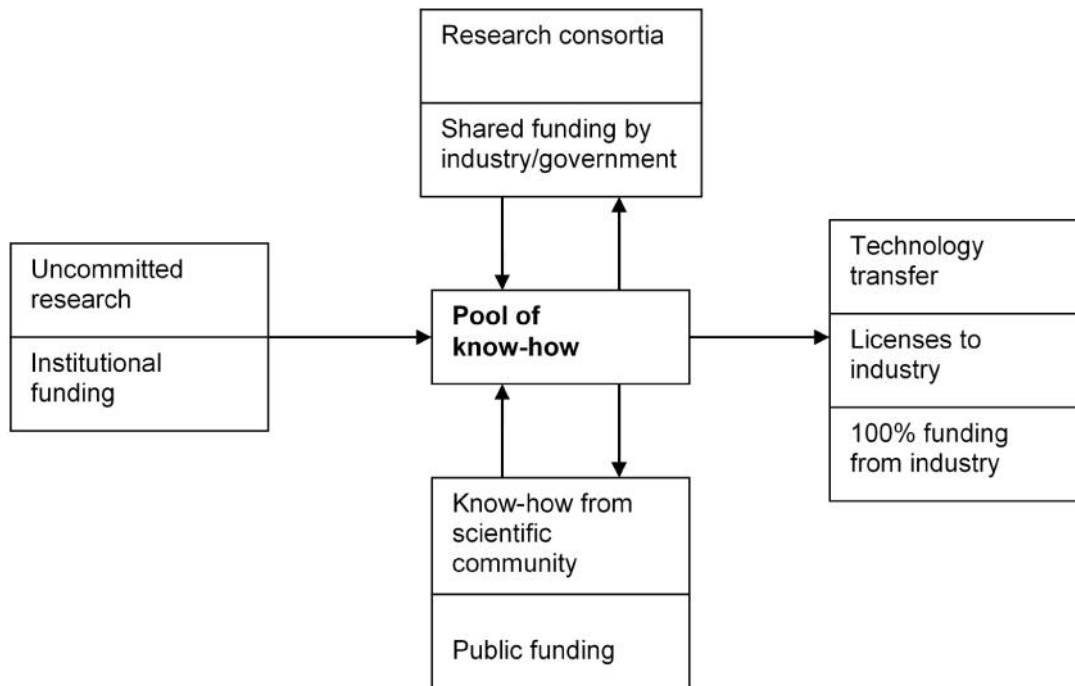 Research consortia
Shared funding by
industry/government
Uncommitted
research
Institutional
funding
Pool of
know-how
Technology
transfer
Licenses to
industry
100% funding
from industry
Know-how from
scientific
community
Public funding